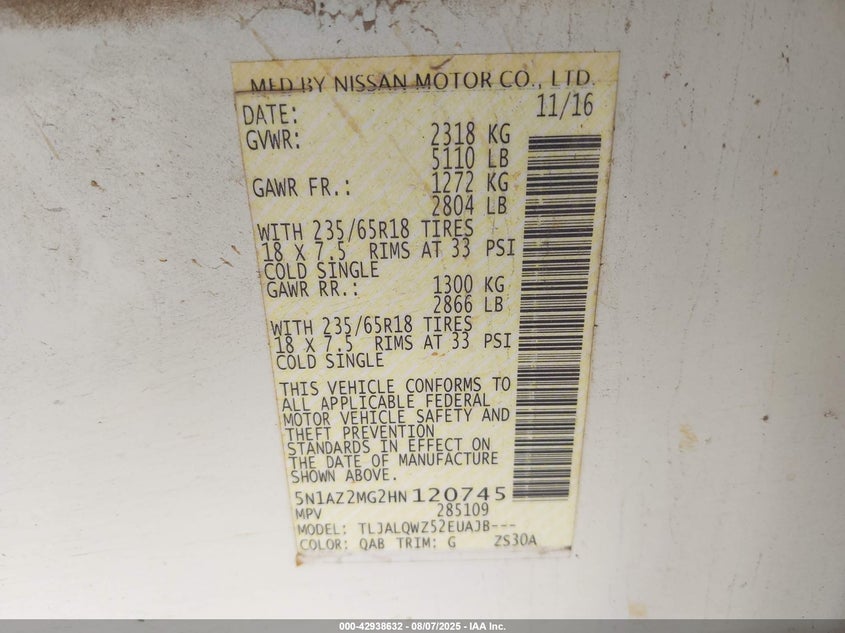 MFD BY NISSAN MOTOR CO., LTD.
DATE: 11/16
GVWR: 2318 KG
5110 LB
GAWR FR.: 1272 KG
2804 LB
WITH 235/65R18 TIRES
18 X 7.5 RIMS AT 33 PSI
COLD SINGLE
GAWR RR.: 1300 KG
2866 LB
WITH 235/65R18 TIRES
18 X 7.5 RIMS AT 33 PSI
COLD SINGLE
THIS VEHICLE CONFORMS TO
ALL APPLICABLE FEDERAL
MOTOR VEHICLE SAFETY AND
THEFT PREVENTION
STANDARDS IN EFFECT ON
THE DATE OF MANUFACTURE
SHOWN ABOVE.
5N1AZ2MG2HN120745
MPV 285109
MODEL: TLJALQWZ52EUAJB---
COLOR: QAB TRIM: G ZS30A
000-42938632 - 08/07/2025 - IAA Inc.